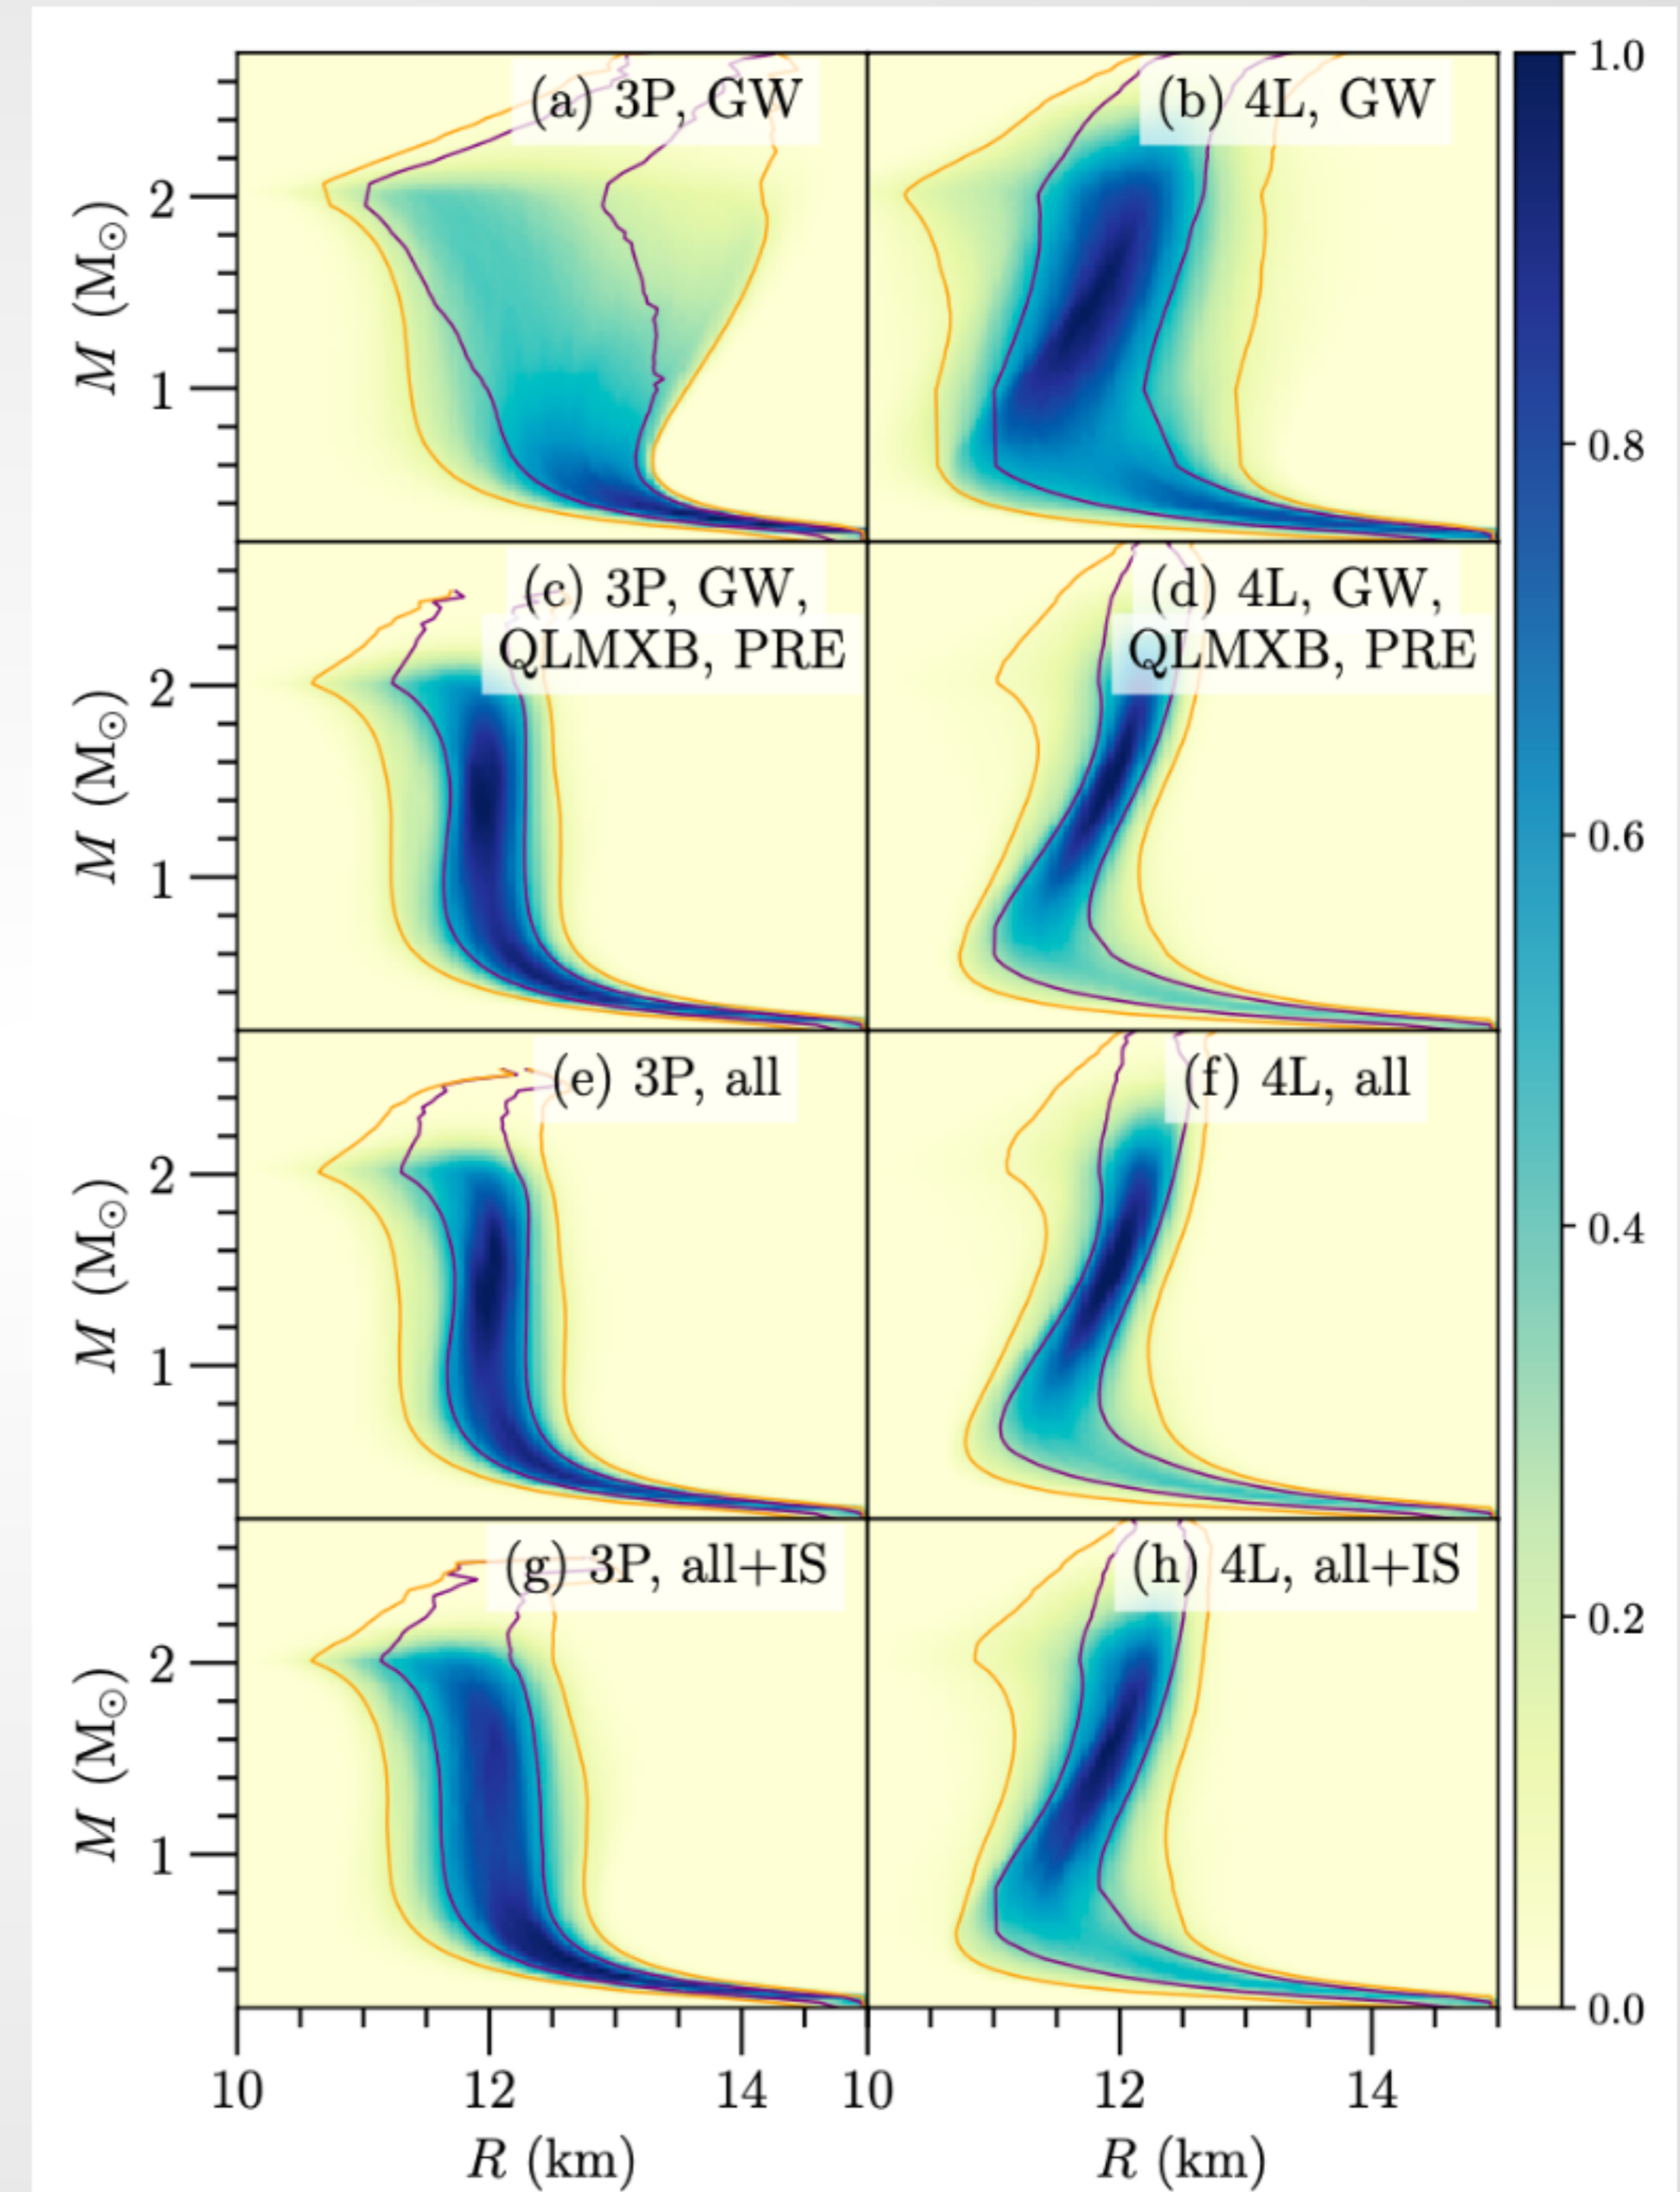 (a) 3P, GW
(b) 4L, GW
1.0
M (M⊙)
2
1
(c) 3P, GW,
QLMXB, PRE
(d) 4L, GW,
QLMXB, PRE
0.8
M (M⊙)
2
1
0.6
(e) 3P, all
(f) 4L, all
M (M⊙)
2
1
0.4
(g) 3P, all+IS
(h) 4L, all+IS
0.2
M (M⊙)
2
1
0.0
10
12
14
10
12
14
R (km)
R (km)